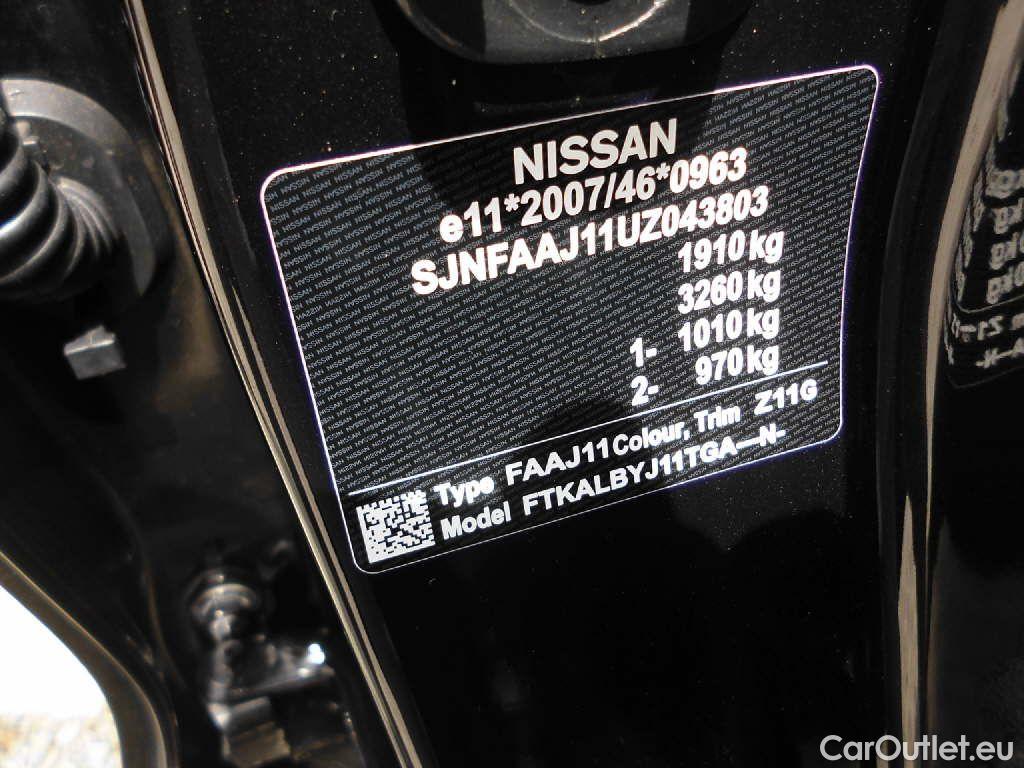 NISSAN
e11*2007/46*0963
SJNFAAJ11UZ043803
1910 kg
3260 kg
1- 1010 kg
2- 970 kg
Type FAAJ11 Colour, Trim Z11G
Model FTKALBYJ11TGA—N-
CarOutlet.eu